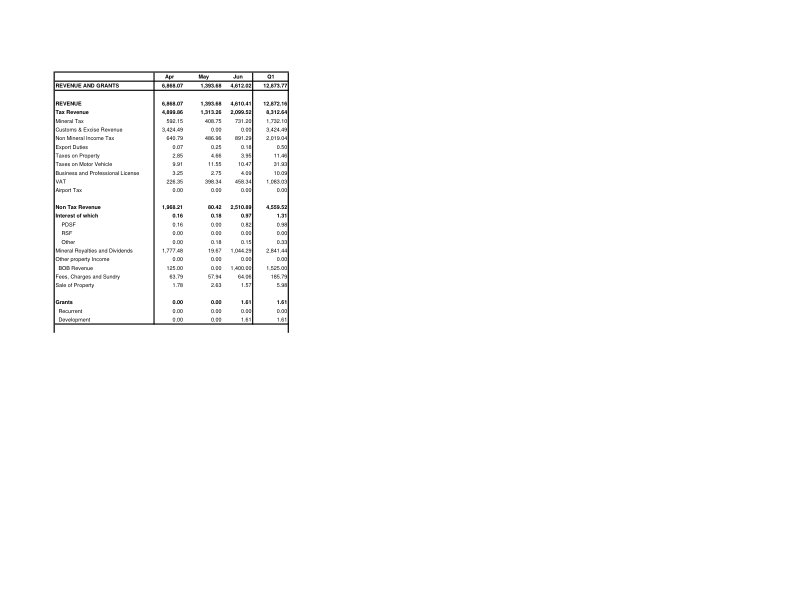 Apr May Jun Q1
REVENUE AND GRANTS 6,868.07 1,393.68 4,612.02 12,873.77
REVENUE 6,868.07 1,393.68 4,610.41 12,872.16
Tax Revenue 4,899.86 1,313.26 2,099.52 8,312.64
Mineral Tax 592.15 408.75 731.20 1,732.10
Customs & Excise Revenue 3,424.49 0.00 0.00 3,424.49
Non Mineral Income Tax 640.79 486.96 891.29 2,019.04
Export Duties 0.07 0.25 0.18 0.50
Taxes on Property 2.85 4.66 3.95 11.46
Taxes on Motor Vehicle 9.91 11.55 10.47 31.93
Business and Professional License 3.25 2.75 4.09 10.09
VAT 226.35 398.34 458.34 1,083.03
Airport Tax 0.00 0.00 0.00 0.00
Non Tax Revenue 1,968.21 80.42 2,510.89 4,559.52
Interest of which 0.16 0.18 0.97 1.31
PDSF 0.16 0.00 0.82 0.98
RSF 0.00 0.00 0.00 0.00
Other 0.00 0.18 0.15 0.33
Mineral Royalties and Dividends 1,777.48 19.67 1,044.29 2,841.44
Other property Income 0.00 0.00 0.00 0.00
BOB Revenue 125.00 0.00 1,400.00 1,525.00
Fees, Charges and Sundry 63.79 57.94 64.06 185.79
Sale of Property 1.78 2.63 1.57 5.98
Grants 0.00 0.00 1.61 1.61
Recurrent 0.00 0.00 0.00 0.00
Development 0.00 0.00 1.61 1.61